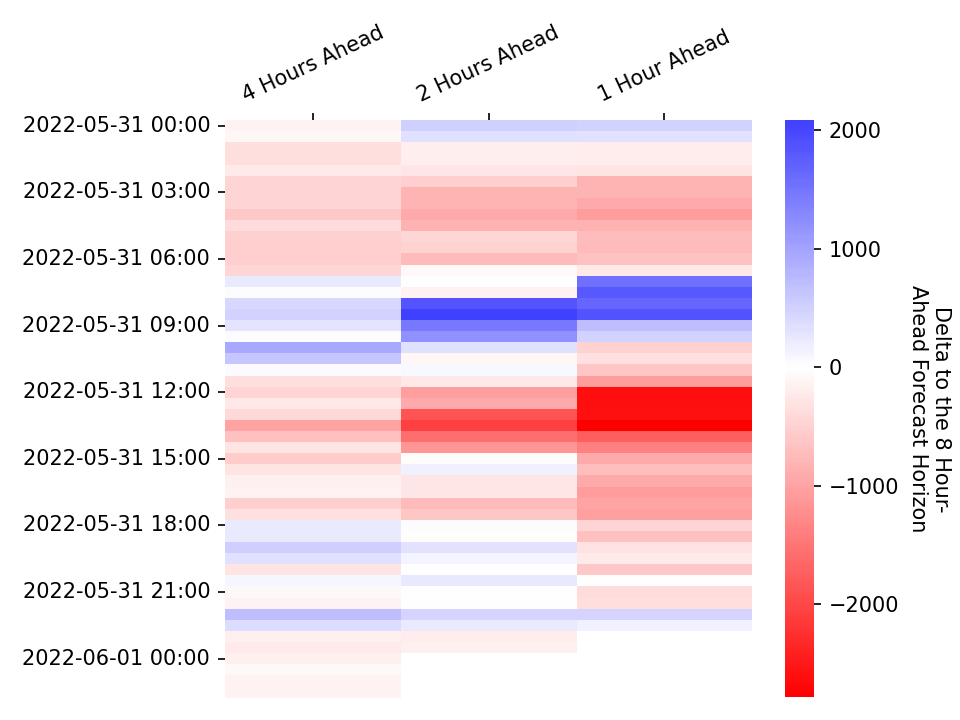 4 Hours Ahead
2 Hours Ahead
1 Hour Ahead
2022-05-31 00:00
2022-05-31 03:00
2022-05-31 06:00
2022-05-31 09:00
2022-05-31 12:00
2022-05-31 15:00
2022-05-31 18:00
2022-05-31 21:00
2022-06-01 00:00
2000
1000
0
−1000
−2000
Delta to the 8 Hour-
Ahead Forecast Horizon